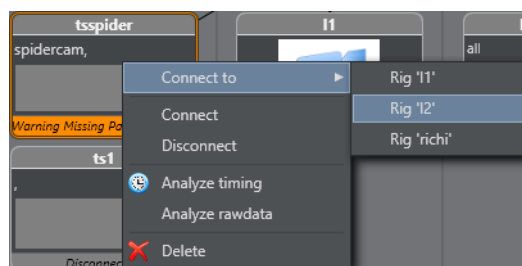 tsspider
l1
spidercam,
all
Connect to
Rig 'l1'
Connect
Rig 'l2'
Warning Missing Pa
Disconnect
Rig 'richi'
ts1
,
Analyze timing
Analyze rawdata
Disconnec
Delete